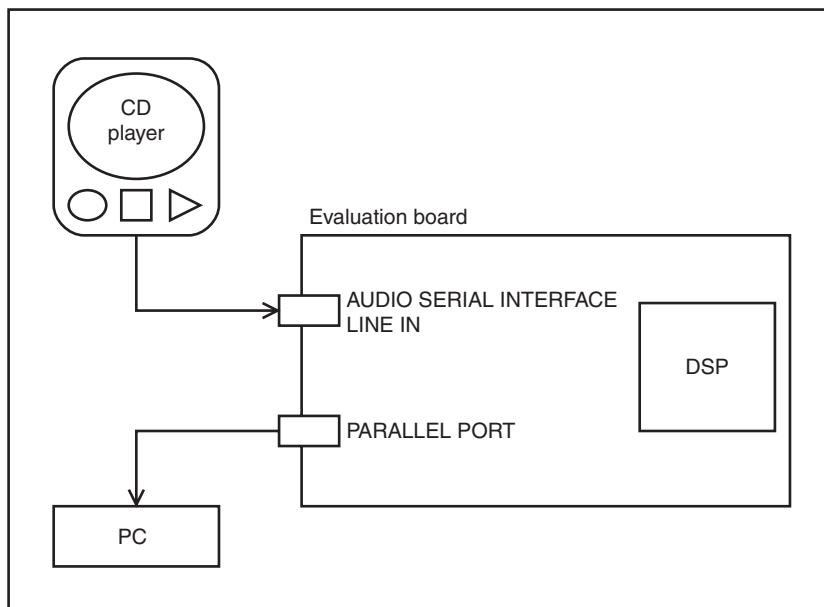 CD
player
Evaluation board
AUDIO SERIAL INTERFACE
LINE IN
DSP
PARALLEL PORT
PC